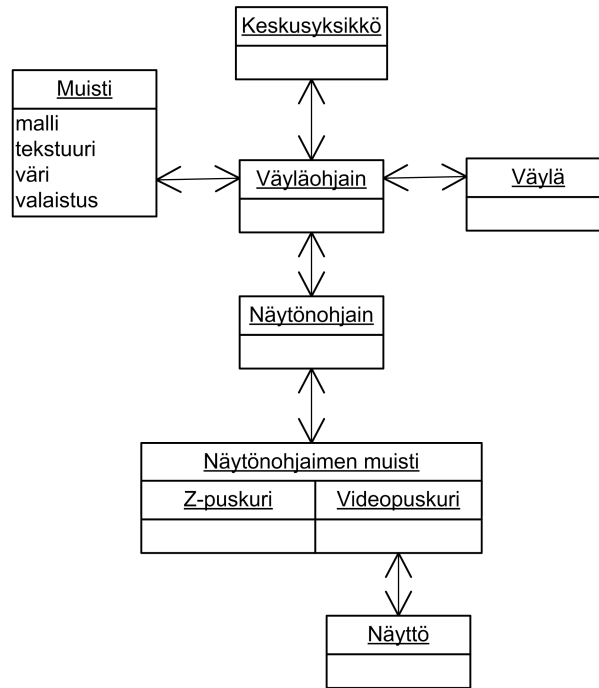 Keskusyksikkö
Muisti
malli
tekstuuri
väri
valaistus
Väyläohjain
Väylä
Näytönohjain
Näytönohjaimen muisti
Z-puskuri
Videopuskuri
Näyttö